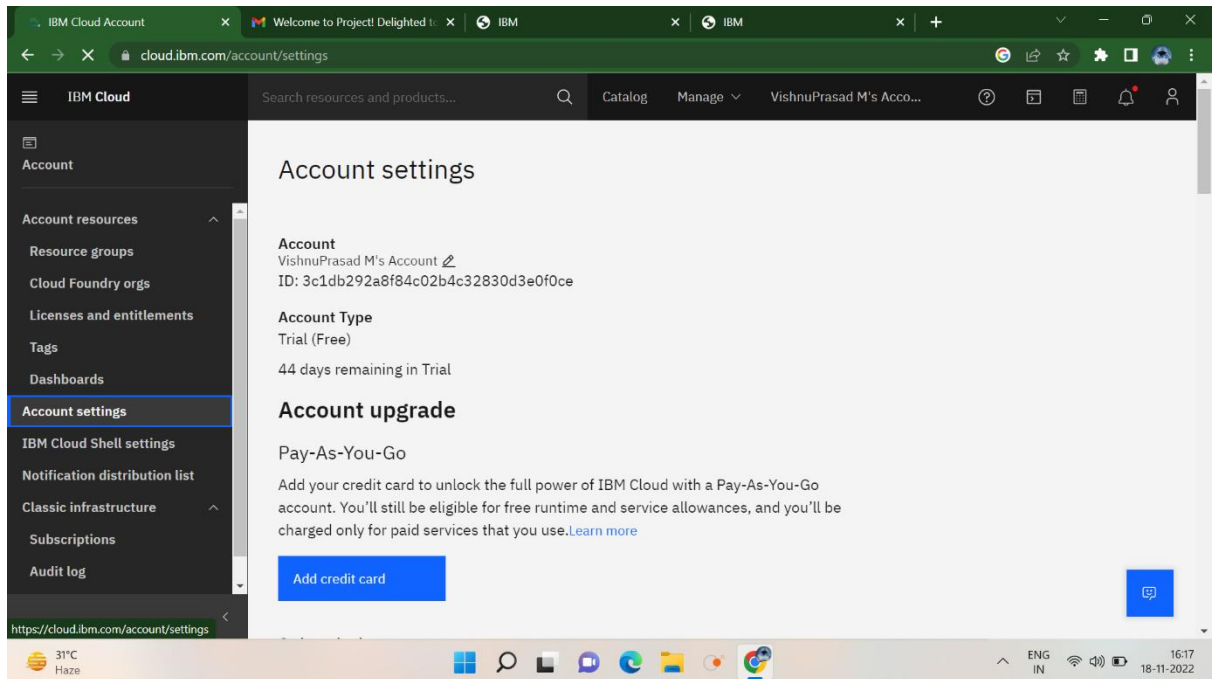 IBM Cloud Account
Welcome to Project! Delighted to
IBM
IBM
cloud.ibm.com/account/settings
IBM Cloud
Search resources and products...
Catalog
Manage
VishnuPrasad M's Acco...
Account
Account resources
Resource groups
Cloud Foundry orgs
Licenses and entitlements
Tags
Dashboards
Account settings
IBM Cloud Shell settings
Notification distribution list
Classic infrastructure
Subscriptions
Audit log
https://cloud.ibm.com/account/settings
Account settings
Account
VishnuPrasad M's Account
ID: 3c1db292a8f84c02b4c32830d3e0f0ce
Account Type
Trial (Free)
44 days remaining in Trial
Account upgrade
Pay-As-You-Go
Add your credit card to unlock the full power of IBM Cloud with a Pay-As-You-Go
account. You'll still be eligible for free runtime and service allowances, and you'll be
charged only for paid services that you use.Learn more
Add credit card
31°C
Haze
ENG
IN
16:17
18-11-2022